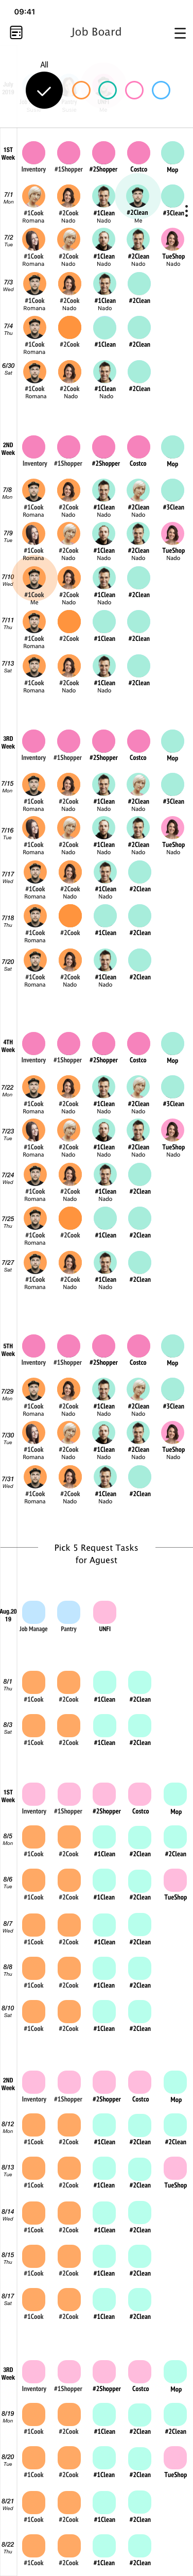 09:41
Job Board
All
1ST Week Inventory #1Shopper #2Shopper Costco Mop
7/1 Mon #1Cook Romana #2Cook Nado #1Clean Nado #2Clean Me #3Clean
7/2 Tue #1Cook Romana #2Cook Nado #1Clean Nado #2Clean Nado TueShop Nado
7/3 Wed #1Cook Romana #2Cook Nado #1Clean Nado #2Clean
7/4 Thu #1Cook Romana #2Cook #1Clean #2Clean
6/30 Sat #1Cook Romana #2Cook Nado #1Clean Nado #2Clean
2ND Week Inventory #1Shopper #2Shopper Costco Mop
7/8 Mon #1Cook Romana #2Cook Nado #1Clean Nado #2Clean Nado #3Clean
7/9 Tue #1Cook Romana #2Cook Nado #1Clean Nado #2Clean Nado TueShop Nado
7/10 Wed #1Cook Me #2Cook Nado #1Clean Nado #2Clean
7/11 Thu #1Cook Romana #2Cook #1Clean #2Clean
7/13 Sat #1Cook Romana #2Cook Nado #1Clean Nado #2Clean
3RD Week Inventory #1Shopper #2Shopper Costco Mop
7/15 Mon #1Cook Romana #2Cook Nado #1Clean Nado #2Clean Nado #3Clean
7/16 Tue #1Cook Romana #2Cook Nado #1Clean Nado #2Clean Nado TueShop Nado
7/17 Wed #1Cook Romana #2Cook Nado #1Clean Nado #2Clean
7/18 Thu #1Cook Romana #2Cook #1Clean #2Clean
7/20 Sat #1Cook Romana #2Cook Nado #1Clean Nado #2Clean
4TH Week Inventory #1Shopper #2Shopper Costco Mop
7/22 Mon #1Cook Romana #2Cook Nado #1Clean Nado #2Clean Nado #3Clean
7/23 Tue #1Cook Romana #2Cook Nado #1Clean Nado #2Clean Nado TueShop Nado
7/24 Wed #1Cook Romana #2Cook Nado #1Clean Nado #2Clean
7/25 Thu #1Cook Romana #2Cook #1Clean #2Clean
7/27 Sat #1Cook Romana #2Cook Nado #1Clean Nado #2Clean
5TH Week Inventory #1Shopper #2Shopper Costco Mop
7/29 Mon #1Cook Romana #2Cook Nado #1Clean Nado #2Clean Nado #3Clean
7/30 Tue #1Cook Romana #2Cook Nado #1Clean Nado #2Clean Nado TueShop Nado
7/31 Wed #1Cook Romana #2Cook Nado #1Clean Nado #2Clean
Pick 5 Request Tasks
for Aguest
Aug.20 19 Job Manage Pantry UNFI
8/1 Thu #1Cook #2Cook #1Clean #2Clean
8/3 Sat #1Cook #2Cook #1Clean #2Clean
1ST Week Inventory #1Shopper #2Shopper Costco Mop
8/5 Mon #1Cook #2Cook #1Clean #2Clean #2Clean
8/6 Tue #1Cook #2Cook #1Clean #2Clean TueShop
8/7 Wed #1Cook #2Cook #1Clean #2Clean
8/8 Thu #1Cook #2Cook #1Clean #2Clean
8/10 Sat #1Cook #2Cook #1Clean #2Clean
2ND Week Inventory #1Shopper #2Shopper Costco Mop
8/12 Mon #1Cook #2Cook #1Clean #2Clean #2Clean
8/13 Tue #1Cook #2Cook #1Clean #2Clean TueShop
8/14 Wed #1Cook #2Cook #1Clean #2Clean
8/15 Thu #1Cook #2Cook #1Clean #2Clean
8/17 Sat #1Cook #2Cook #1Clean #2Clean
3RD Week Inventory #1Shopper #2Shopper Costco Mop
8/19 Mon #1Cook #2Cook #1Clean #2Clean #2Clean
8/20 Tue #1Cook #2Cook #1Clean #2Clean TueShop
8/21 Wed #1Cook #2Cook #1Clean #2Clean
8/22 Thu #1Cook #2Cook #1Clean #2Clean